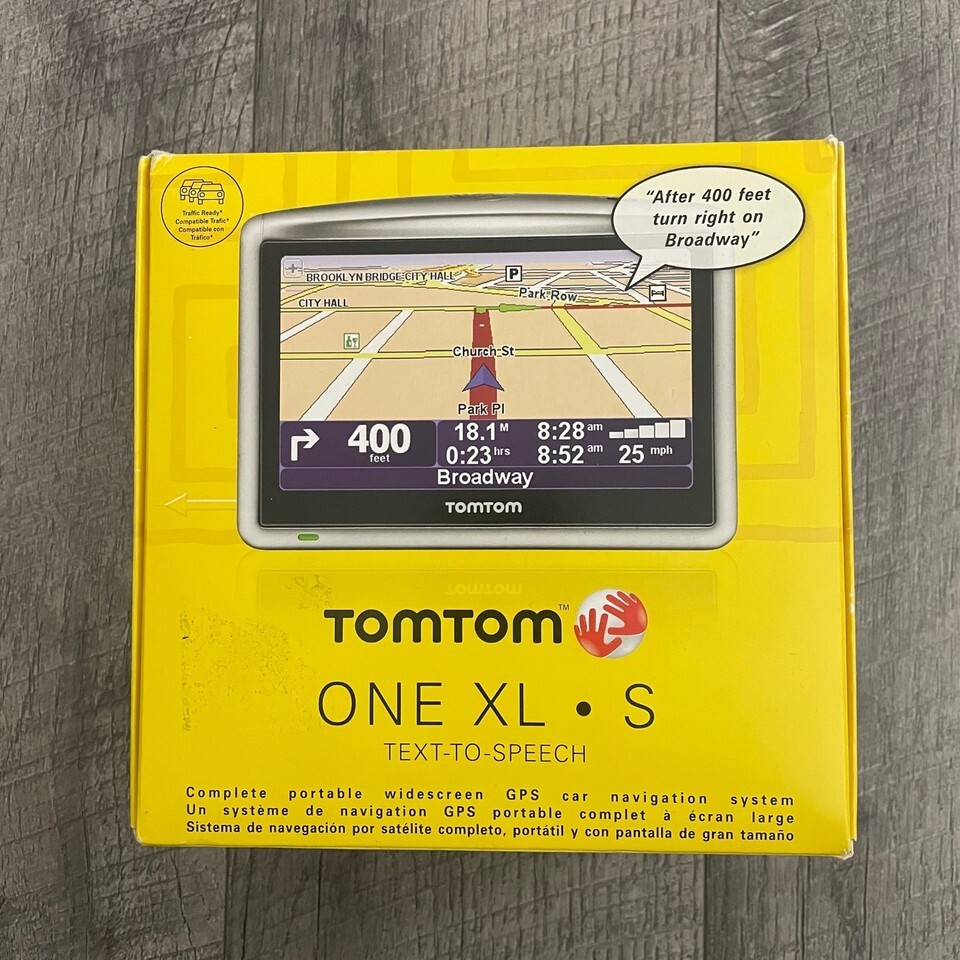 Traffic Ready*
Compatible Trafic*
Compatible con
Tráfico*
"After 400 feet
turn right on
Broadway"
BROOKLYN BRIDGE-CITY HALL
P
Park Row
CITY HALL
Church St
Park Pl
400
feet
18.1M 8:28am
0:23hrs 8:52am 25 mph
Broadway
TOMTOM
TOMTOM
TOMTOM™
ONE XL • S
TEXT-TO-SPEECH
Complete portable widescreen GPS car navigation system
Un système de navigation GPS portable complet à écran large
Sistema de navegación por satélite completo, portátil y con pantalla de gran tamaño